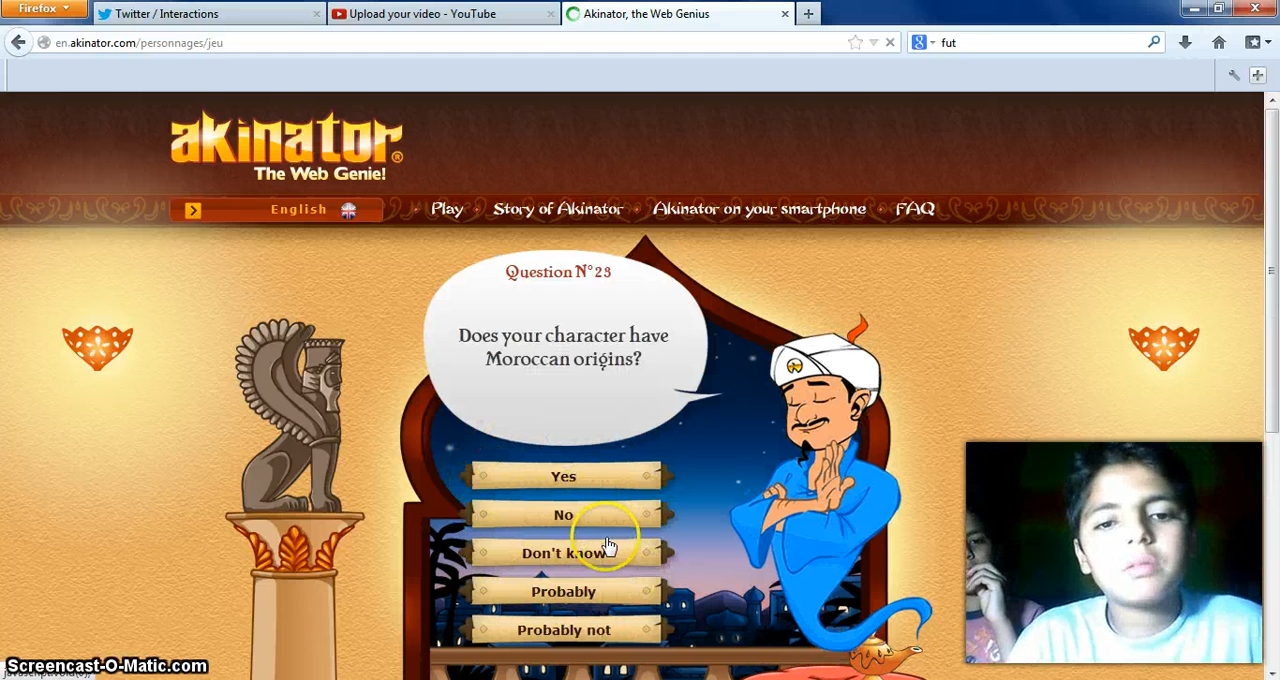 Firefox
Twitter / Interactions
Upload your video - YouTube
Akinator, the Web Genius
en.akinator.com/personnages/jeu
fut
akinator®
The Web Genie!
English
Play
Story of Akinator
Akinator on your smartphone
FAQ
Question N°23
Does your character have
Moroccan origins?
Yes
No
Don't know
Probably
Probably not
Screencast-O-Matic.com